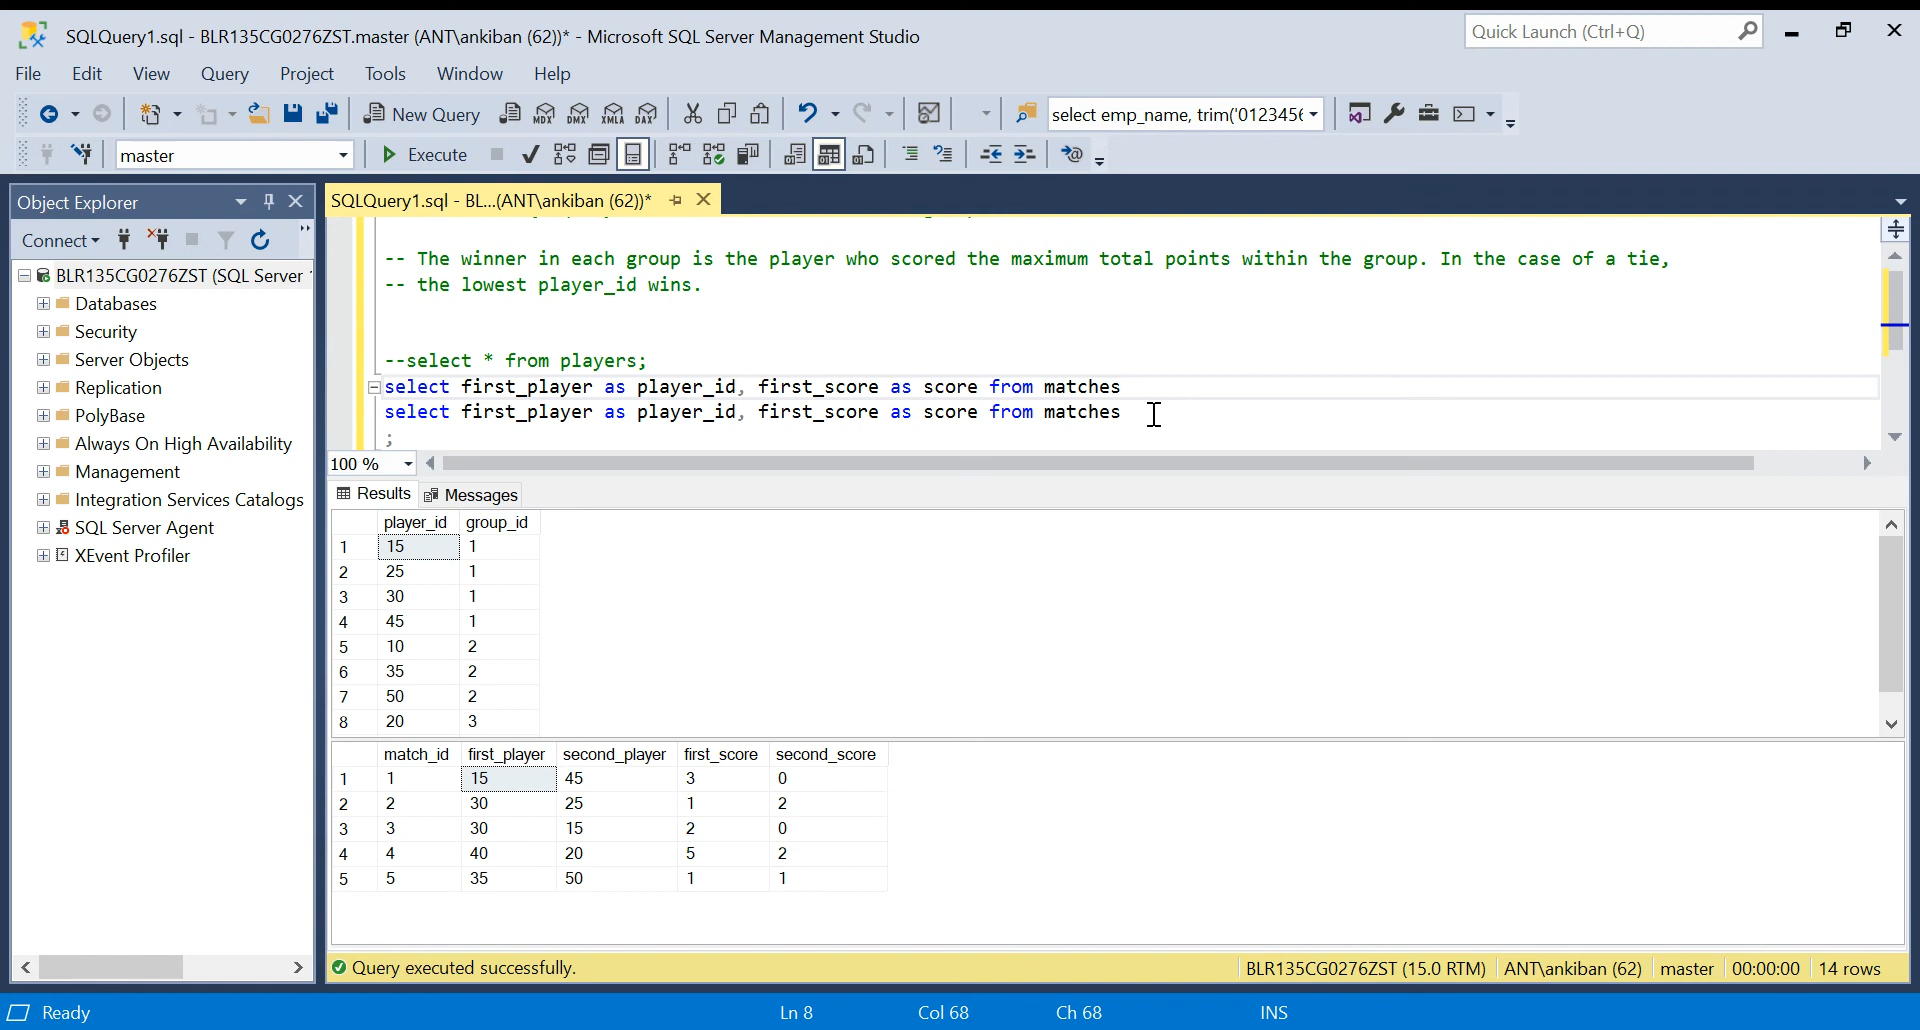 SQLQuery1.sql - BLR135CG0276ZST.master (ANT\ankiban (62))* - Microsoft SQL Server Management Studio
Quick Launch (Ctrl+Q)
File Edit View Query Project Tools Window Help
New Query MDX DMX XMLA DAX select emp_name, trim('0123456
master Execute
Object Explorer
Connect
BLR135CG0276ZST (SQL Server
Databases
Security
Server Objects
Replication
PolyBase
Always On High Availability
Management
Integration Services Catalogs
SQL Server Agent
XEvent Profiler
SQLQuery1.sql - BL...(ANT\ankiban (62))*
-- The winner in each group is the player who scored the maximum total points within the group. In the case of a tie,
-- the lowest player_id wins.
--select * from players;
select first_player as player_id, first_score as score from matches
select first_player as player_id, first_score as score from matches
;
100 %
Results Messages
player_id group_id
1 15 1
2 25 1
3 30 1
4 45 1
5 10 2
6 35 2
7 50 2
8 20 3
match_id first_player second_player first_score second_score
1 1 15 45 3 0
2 2 30 25 1 2
3 3 30 15 2 0
4 4 40 20 5 2
5 5 35 50 1 1
Query executed successfully. BLR135CG0276ZST (15.0 RTM) ANT\ankiban (62) master 00:00:00 14 rows
Ready Ln 8 Col 68 Ch 68 INS